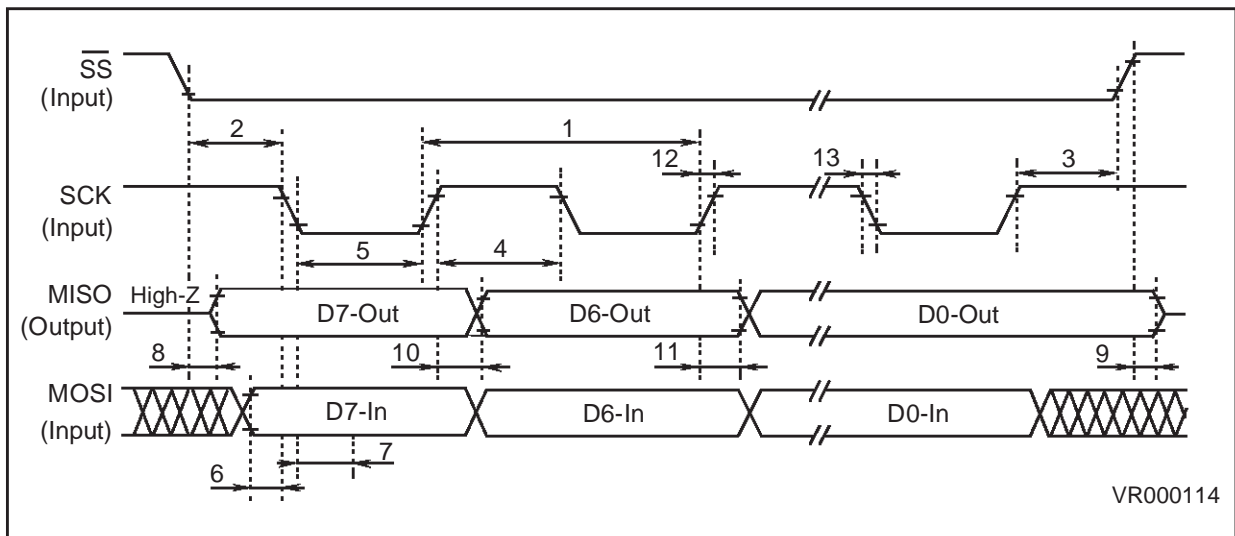 SS
(Input)
2
1
12
13
3
SCK
(Input)
5
4
MISO
(Output)
High-Z
D7-Out
D6-Out
D0-Out
8
10
11
9
MOSI
(Input)
D7-In
D6-In
D0-In
7
6
VR000114